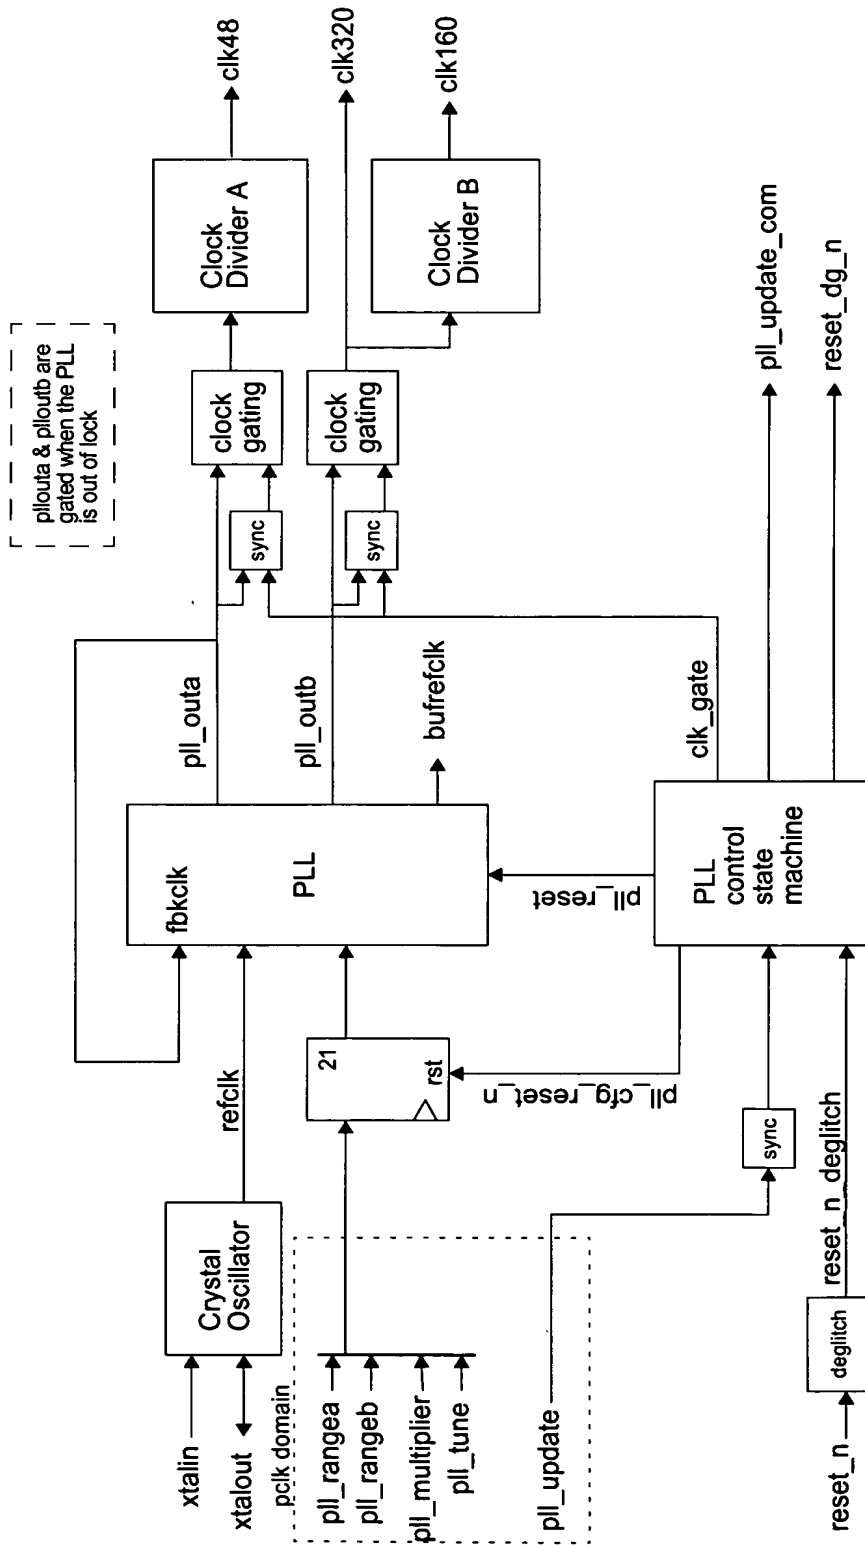 pllouta & plloutb are
gated when the PLL
is out of lock
xtalin
xtalout
Crystal
Oscillator
refclk
fbkclk
PLL
pll_outa
pll_outb
bufrefclk
sync
clock
gating
Clock
Divider A
clk48
sync
clock
gating
clk320
Clock
Divider B
clk160
pclk domain
pll_rangea
pll_rangeb
pll_multiplier
pll_tune
21
rst
pll_cfg_reset_n
pll_reset
clk_gate
pll_update
sync
PLL
control
state
machine
pll_update_com
reset_dg_n
reset_n
deglitch
reset_n_deglitch